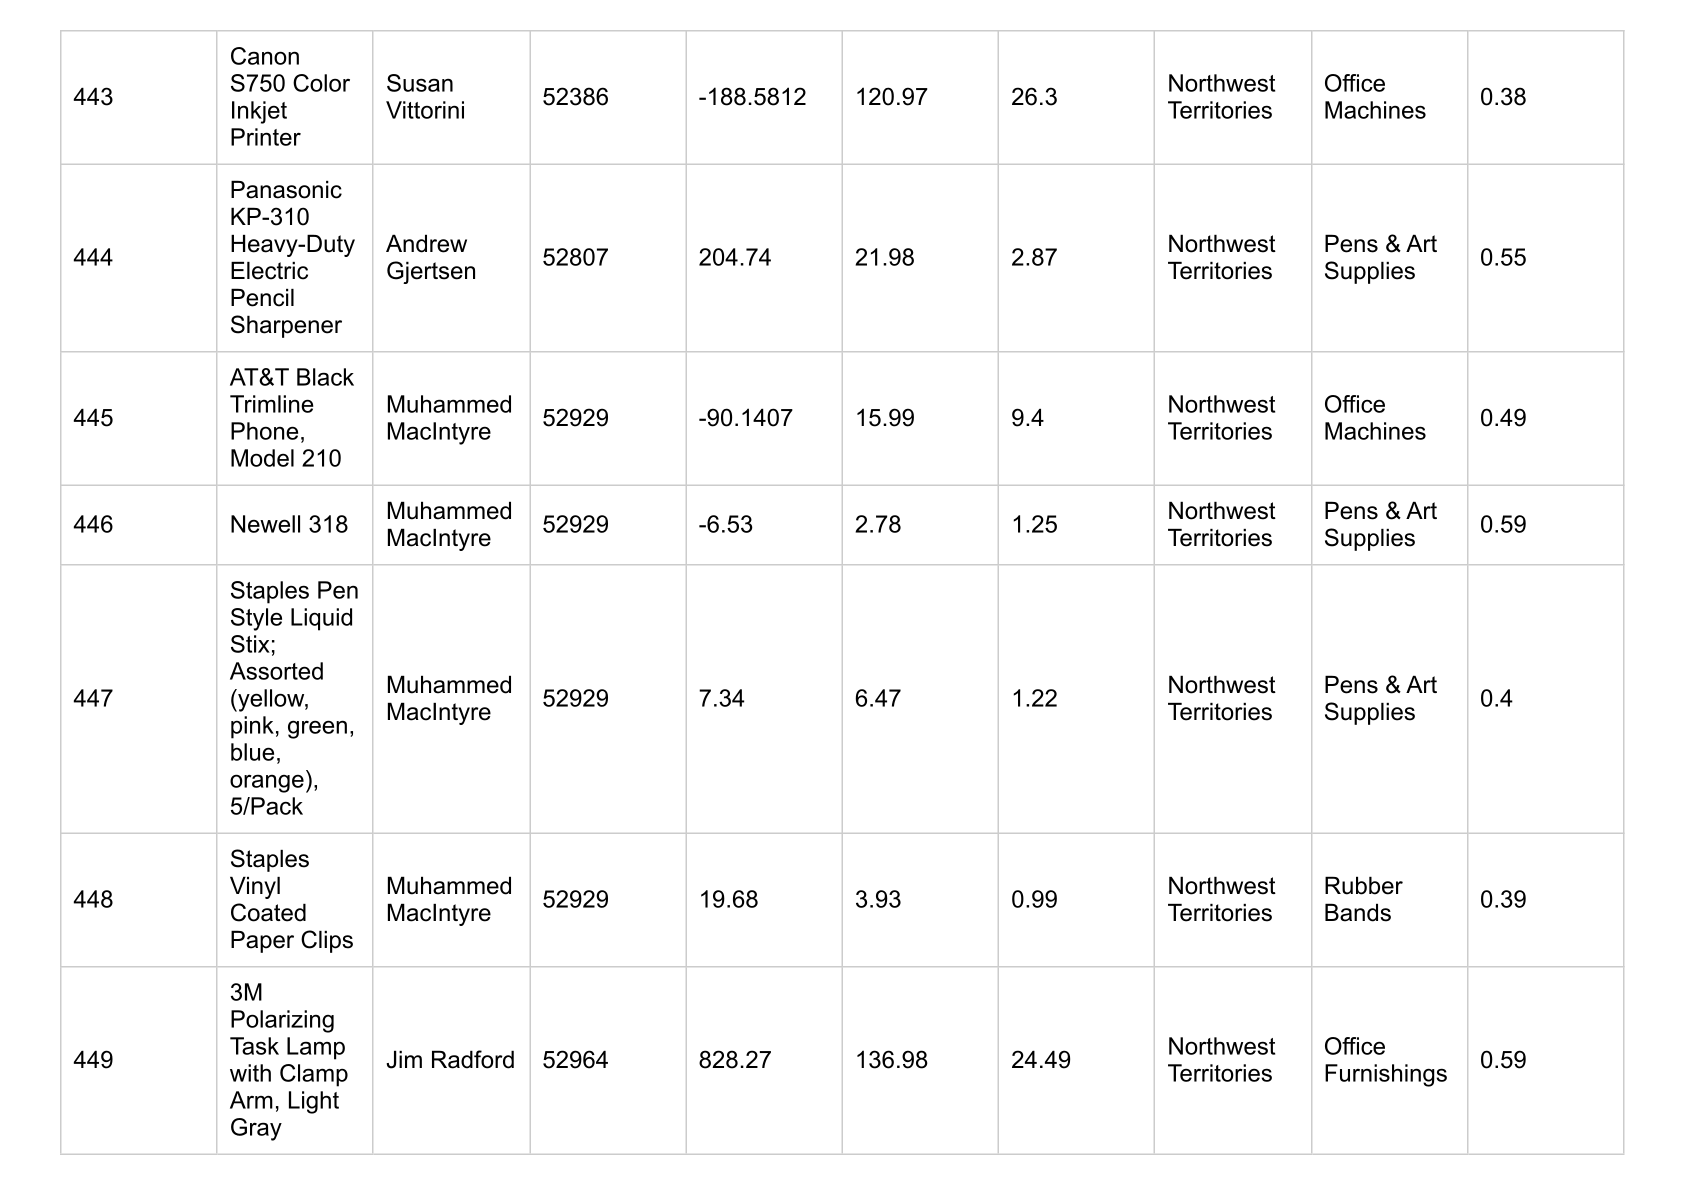 443
Canon
S750 Color
Inkjet
Printer
Susan
Vittorini
52386
-188.5812
120.97
26.3
Northwest
Territories
Office
Machines
0.38
444
Panasonic
KP-310
Heavy-Duty
Electric
Pencil
Sharpener
Andrew
Gjertsen
52807
204.74
21.98
2.87
Northwest
Territories
Pens & Art
Supplies
0.55
445
AT&T Black
Trimline
Phone,
Model 210
Muhammed
MacIntyre
52929
-90.1407
15.99
9.4
Northwest
Territories
Office
Machines
0.49
446
Newell 318
Muhammed
MacIntyre
52929
-6.53
2.78
1.25
Northwest
Territories
Pens & Art
Supplies
0.59
447
Staples Pen
Style Liquid
Stix;
Assorted
(yellow,
pink, green,
blue,
orange),
5/Pack
Muhammed
MacIntyre
52929
7.34
6.47
1.22
Northwest
Territories
Pens & Art
Supplies
0.4
448
Staples
Vinyl
Coated
Paper Clips
Muhammed
MacIntyre
52929
19.68
3.93
0.99
Northwest
Territories
Rubber
Bands
0.39
449
3M
Polarizing
Task Lamp
with Clamp
Arm, Light
Gray
Jim Radford
52964
828.27
136.98
24.49
Northwest
Territories
Office
Furnishings
0.59